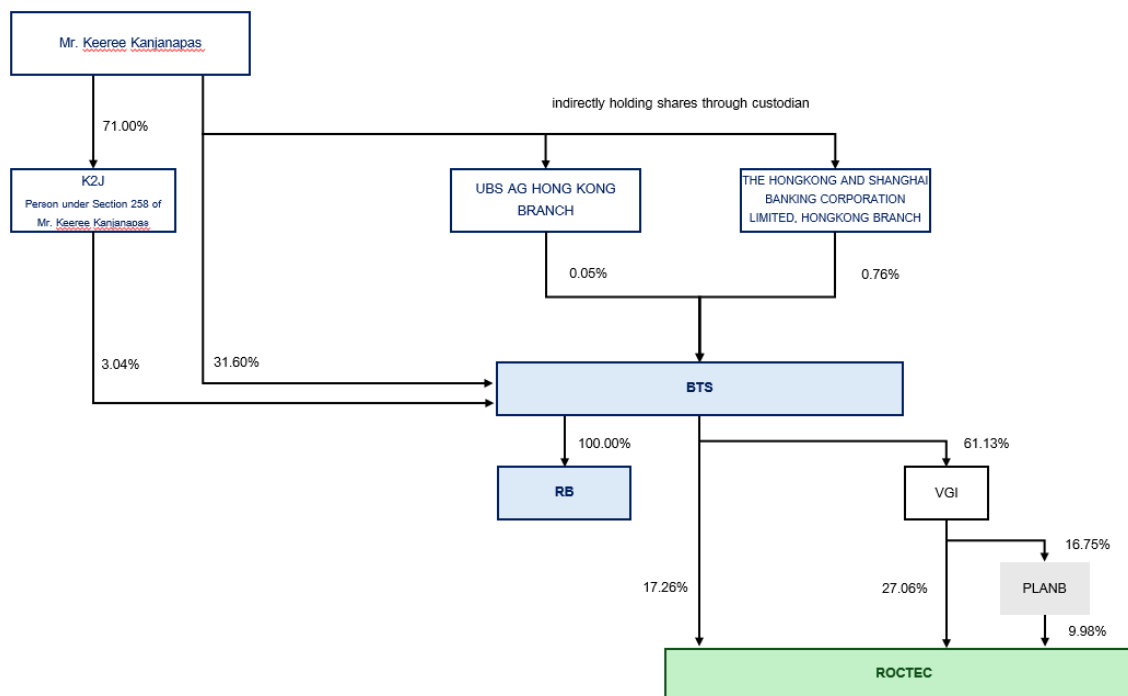 Mr. Keeree Kanjanapas
indirectly holding shares through custodian
71.00%
K2J
Person under Section 258 of
Mr. Keeree Kanjanapas
UBS AG HONG KONG
BRANCH
THE HONGKONG AND SHANGHAI
BANKING CORPORATION
LIMITED, HONGKONG BRANCH
0.05%
0.76%
3.04%
31.60%
BTS
100.00%
61.13%
RB
VGI
16.75%
17.26%
27.06%
PLANB
9.98%
ROCTEC